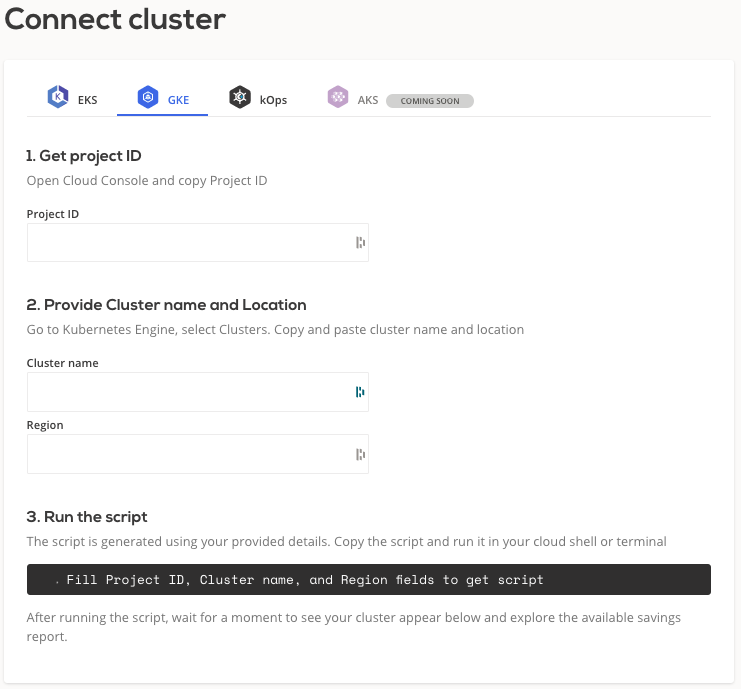 Connect cluster
EKS GKE kOps AKS COMING SOON
1. Get project ID
Open Cloud Console and copy Project ID
Project ID
2. Provide Cluster name and Location
Go to Kubernetes Engine, select Clusters. Copy and paste cluster name and location
Cluster name
Region
3. Run the script
The script is generated using your provided details. Copy the script and run it in your cloud shell or terminal
. Fill Project ID, Cluster name, and Region fields to get script
After running the script, wait for a moment to see your cluster appear below and explore the available savings
report.